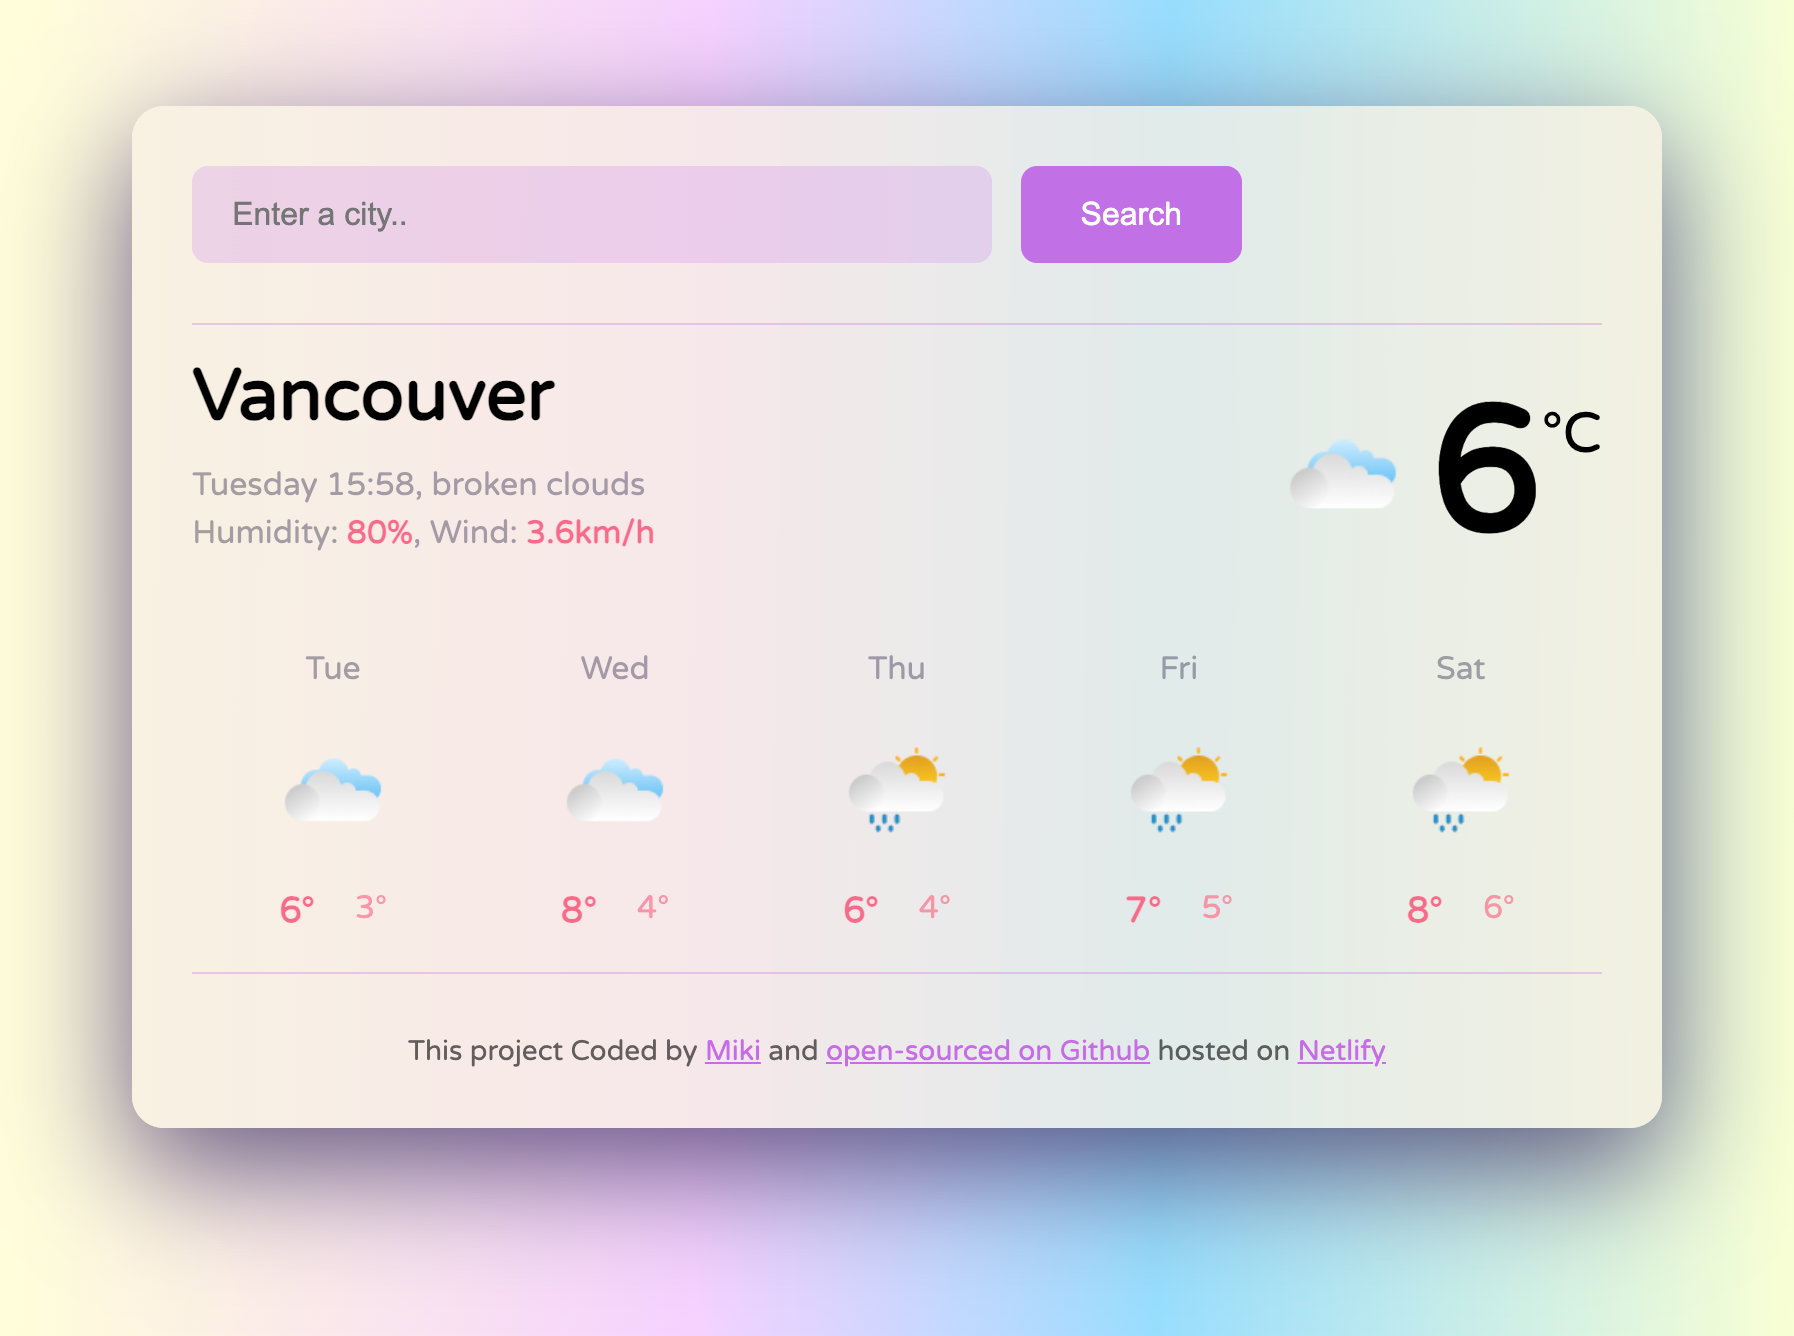 Enter a city..
Search
Vancouver
6°C
Tuesday 15:58, broken clouds
Humidity: 80%, Wind: 3.6km/h
Tue Wed Thu Fri Sat
6° 3° 8° 4° 6° 4° 7° 5° 8° 6°
This project Coded by Miki and open-sourced on Github hosted on Netlify